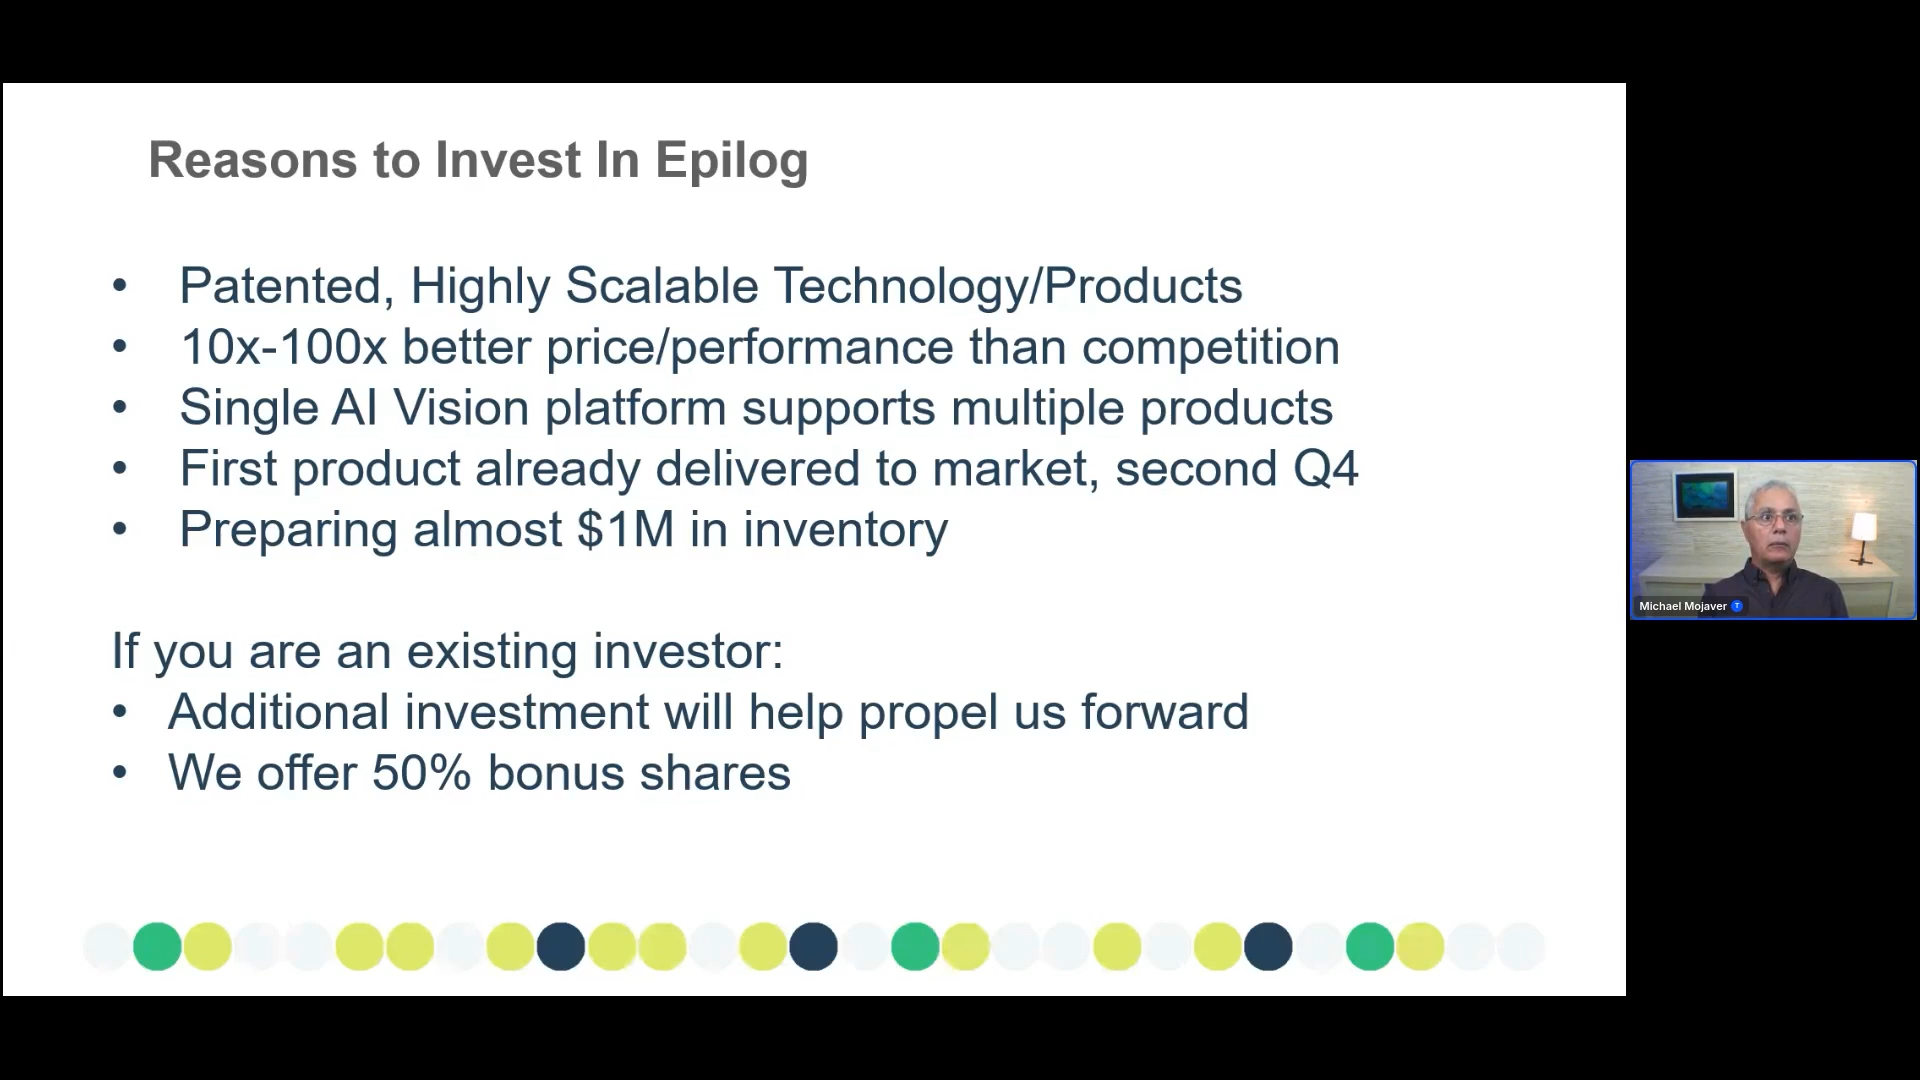 Reasons to Invest In Epilog
• Patented, Highly Scalable Technology/Products
• 10x-100x better price/performance than competition
• Single AI Vision platform supports multiple products
• First product already delivered to market, second Q4
• Preparing almost $1M in inventory
If you are an existing investor:
• Additional investment will help propel us forward
• We offer 50% bonus shares
Michael Mojaver T